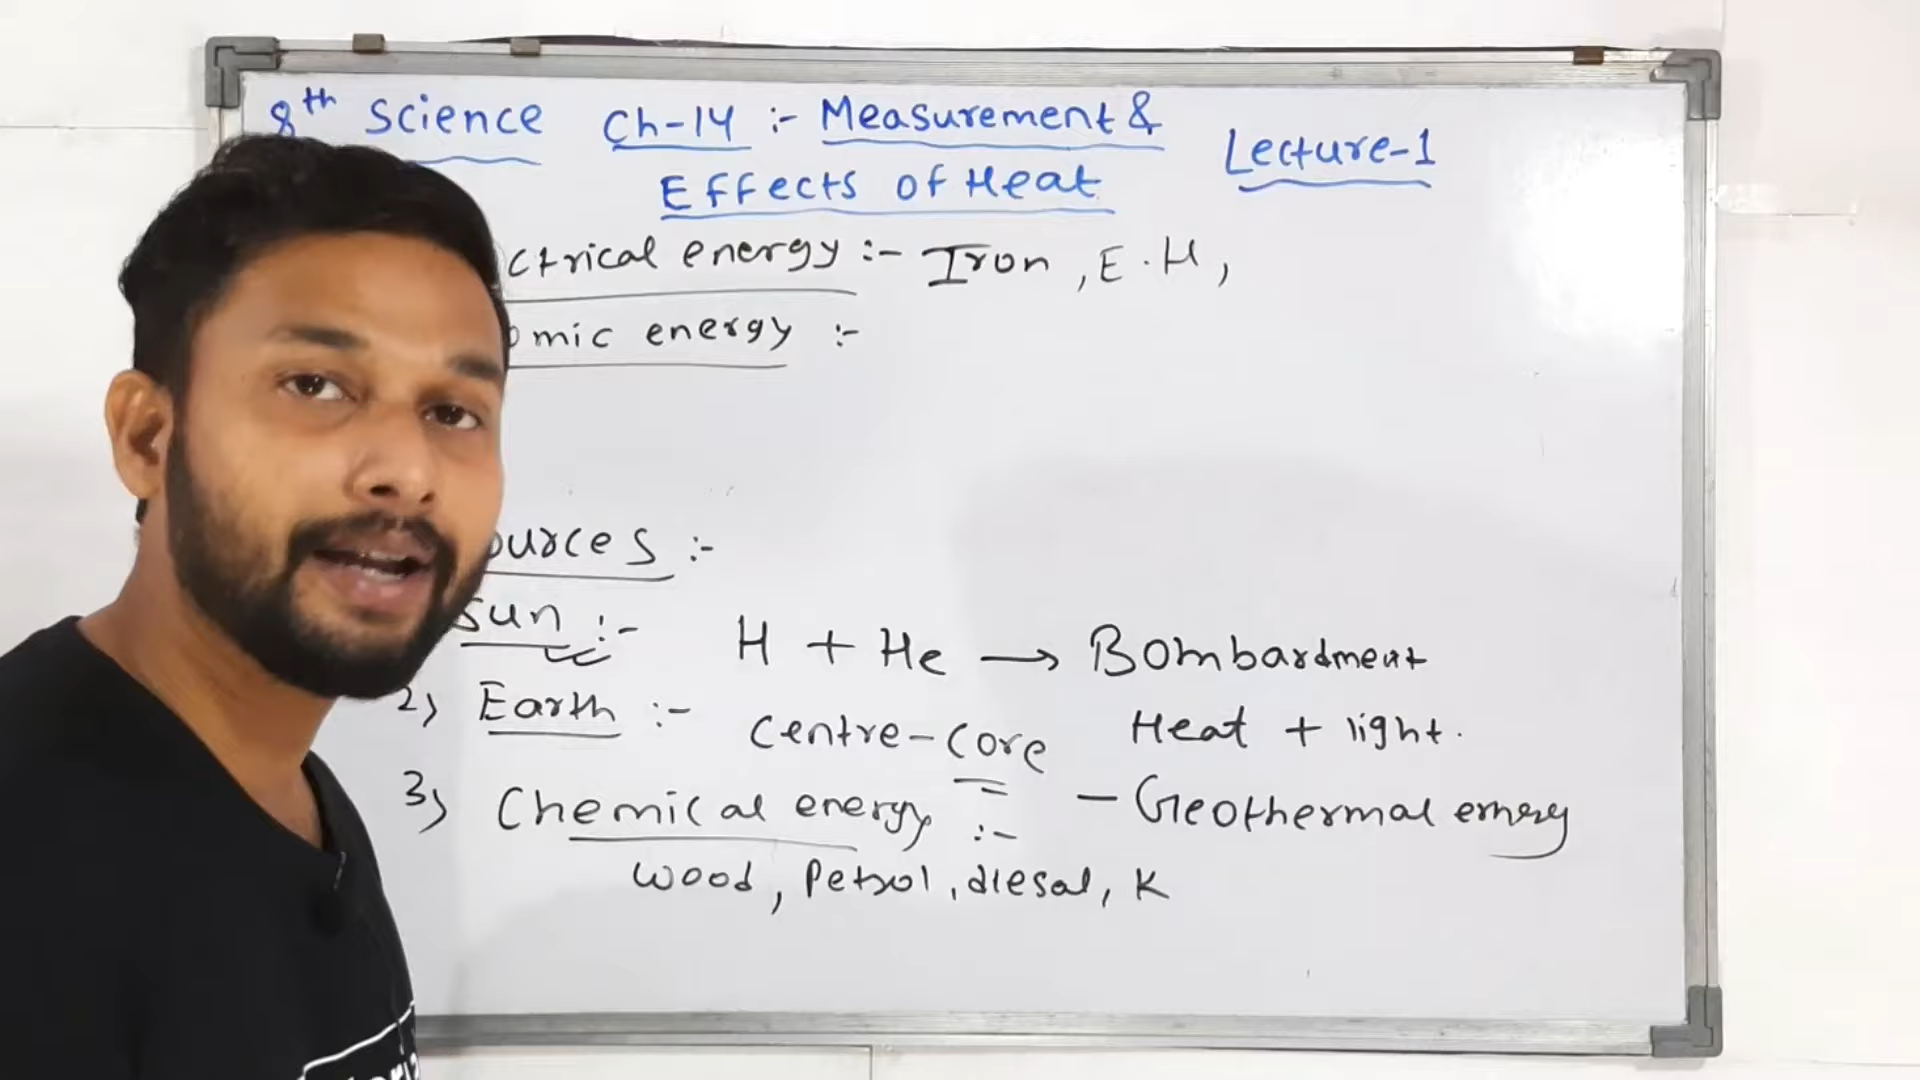 8th Science Ch-14 :- Measurement &
Effects of Heat Lecture-1
ctrical energy :- Iron, E.H,
omic energy :-
ources :-
Sun :- H + He → Bombardment
2) Earth :- Centre-core Heat + light.
3) Chemical energy :- - Geothermal energy
wood, Petrol, diesal, K